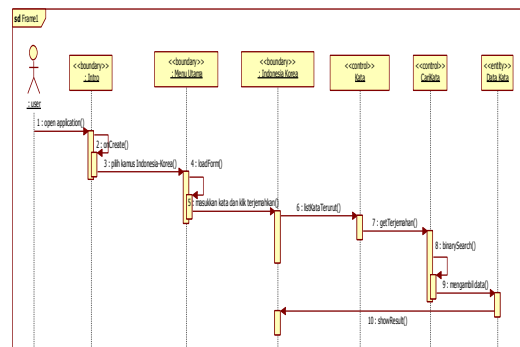 sd Frame1
: user
<<boundary>>
: Intro
<<boundary>>
: Menu Utama
<<boundary>>
: Indonesia Korea
<<control>>
Kata
<<control>>
CariKata
<<entity>>
Data Kata
1 : open application()
2 : onCreate()
3 : pilih kamus Indonesia-Korea()
4 : loadForm()
5 : masukkan kata dan klik terjemahkan()
6 : listKataTerurut()
7 : getTerjemahan()
8 : binarySearch()
9 : mengambil data()
10 : showResult()